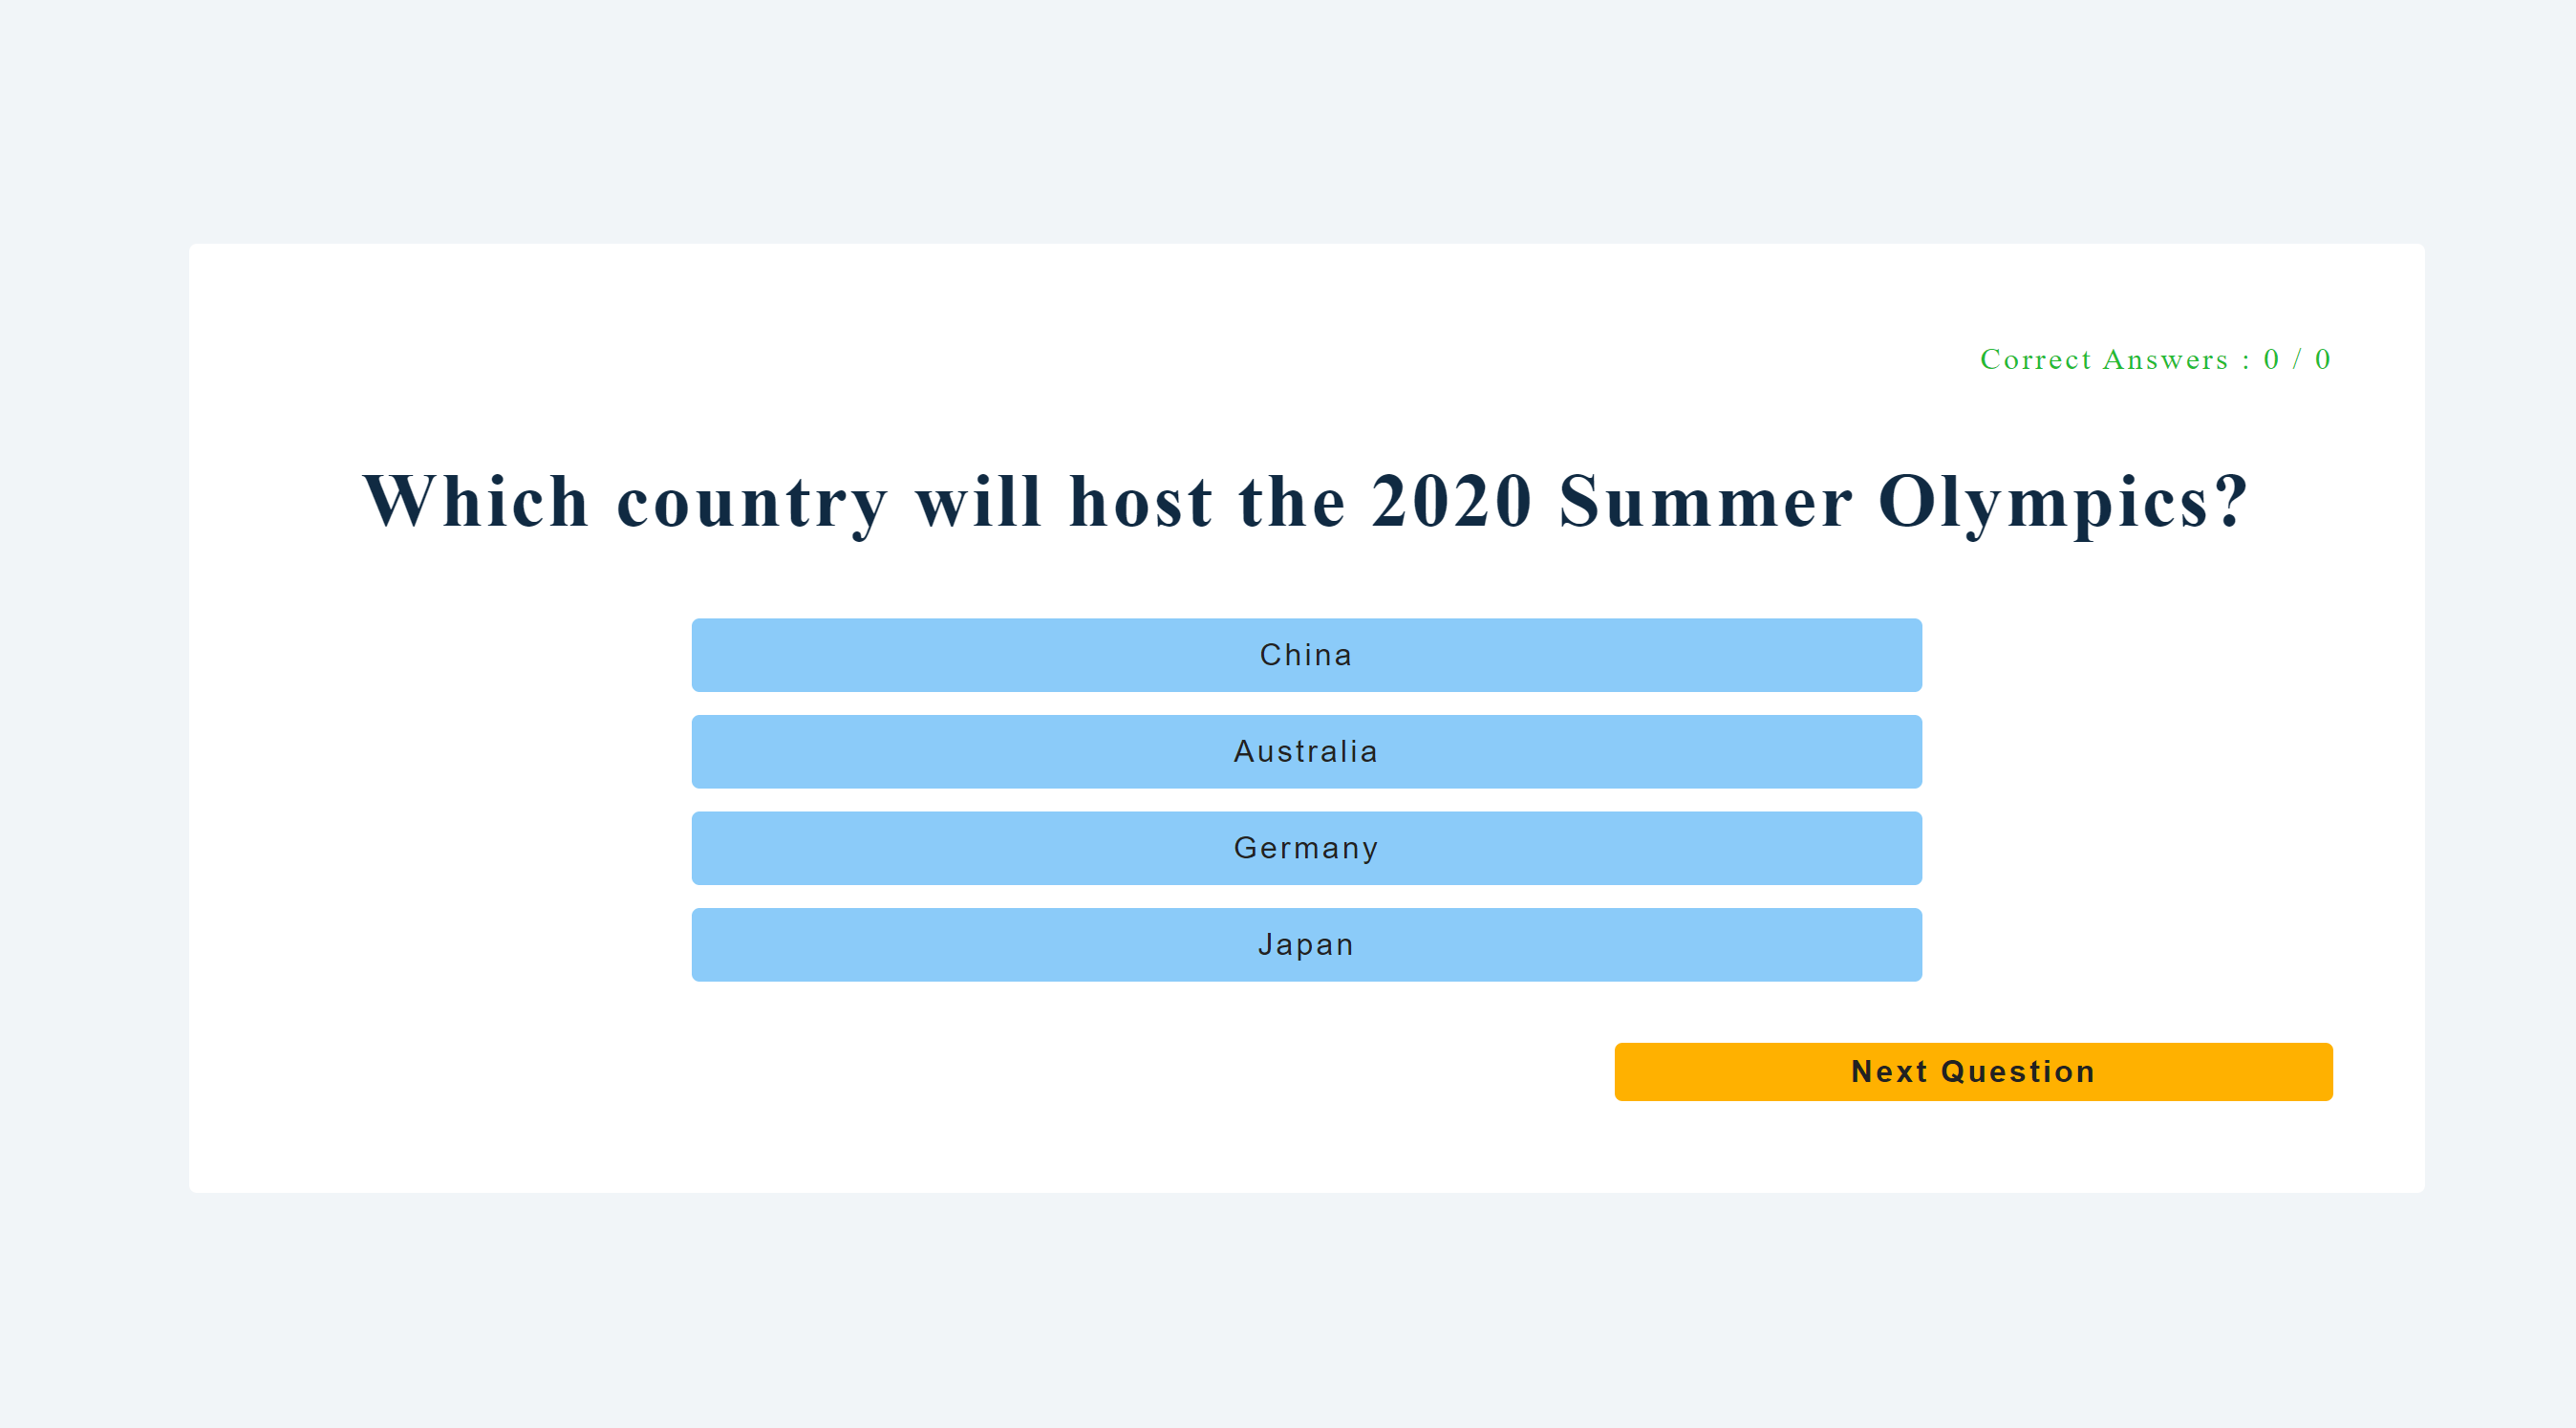 Correct Answers : 0 / 0
Which country will host the 2020 Summer Olympics?
China
Australia
Germany
Japan
Next Question